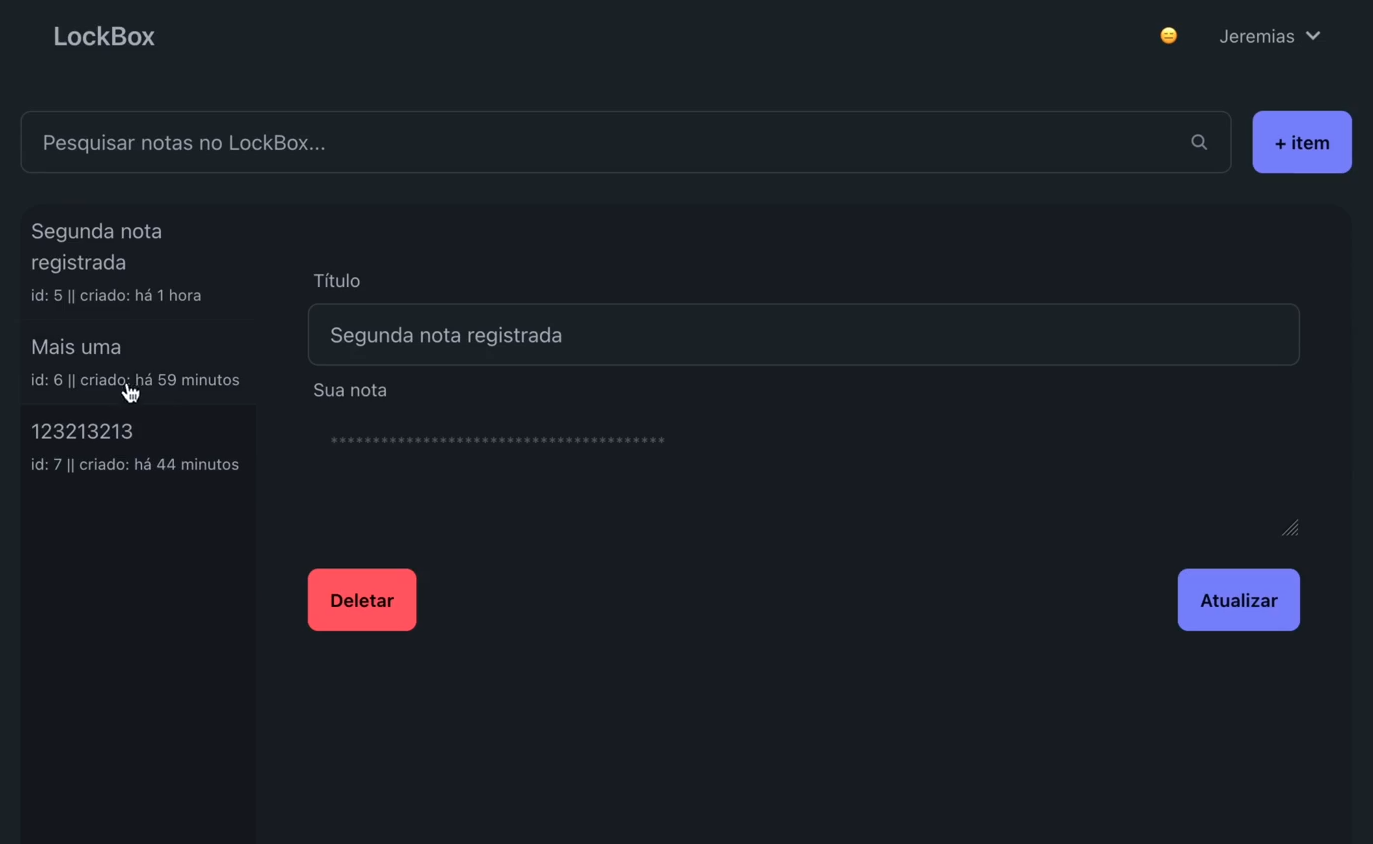 LockBox
😑 Jeremias
Pesquisar notas no LockBox...
+ item
Segunda nota
registrada
id: 5 || criado: há 1 hora
Mais uma
id: 6 || criado: há 59 minutos
123213213
id: 7 || criado: há 44 minutos
Título
Segunda nota registrada
Sua nota
****************************************
Deletar
Atualizar